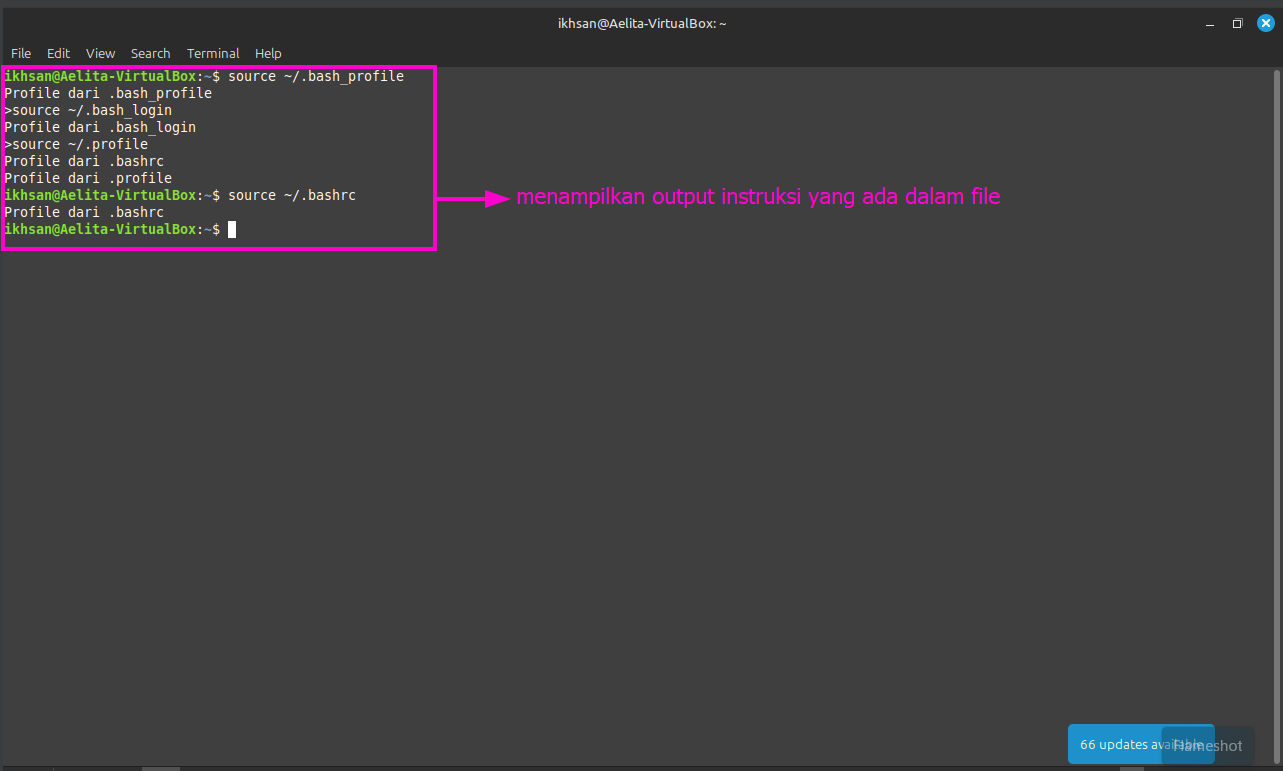 ikhsan@Aelita-VirtualBox: ~
File Edit View Search Terminal Help
ikhsan@Aelita-VirtualBox:~$ source ~/.bash_profile
Profile dari .bash_profile
>source ~/.bash_login
Profile dari .bash_login
>source ~/.profile
Profile dari .bashrc
Profile dari .profile
ikhsan@Aelita-VirtualBox:~$ source ~/.bashrc
Profile dari .bashrc
ikhsan@Aelita-VirtualBox:~$
menampilkan output instruksi yang ada dalam file
66 updates available
Flameshot